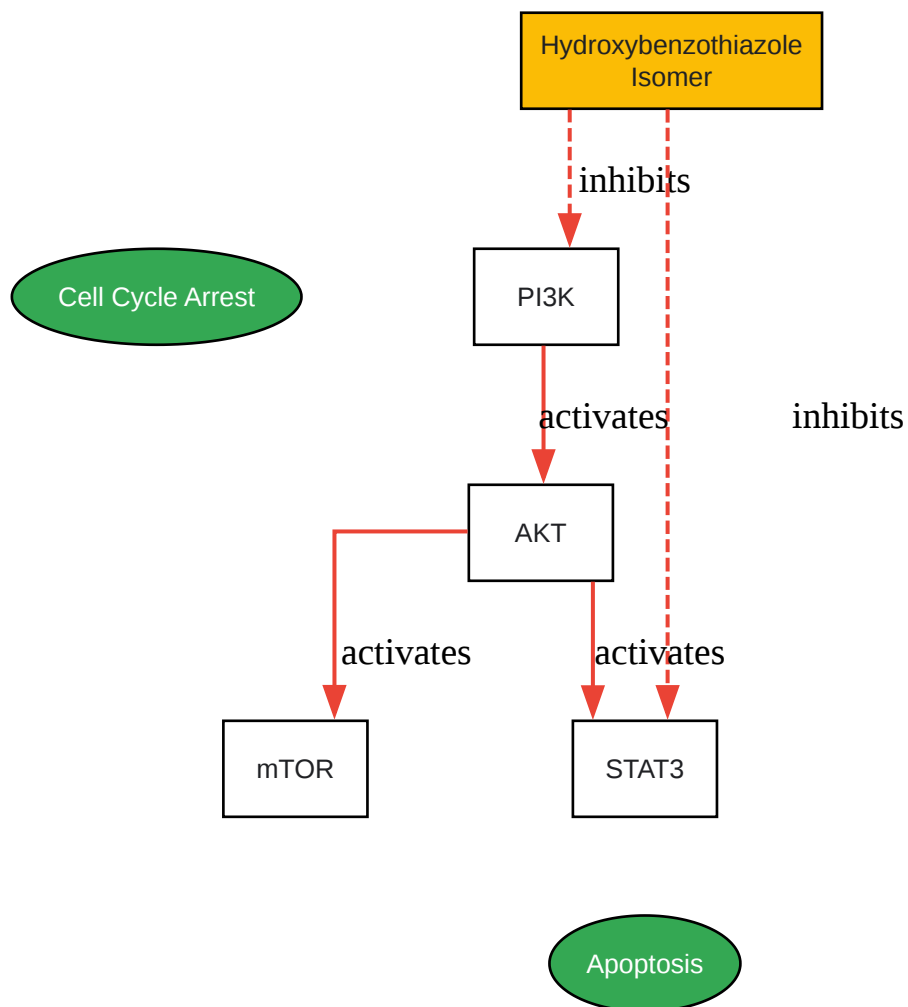 Hydroxybenzothiazole
Isomer
inhibits
Cell Cycle Arrest
PI3K
activates
inhibits
AKT
activates
activates
mTOR
STAT3
Apoptosis